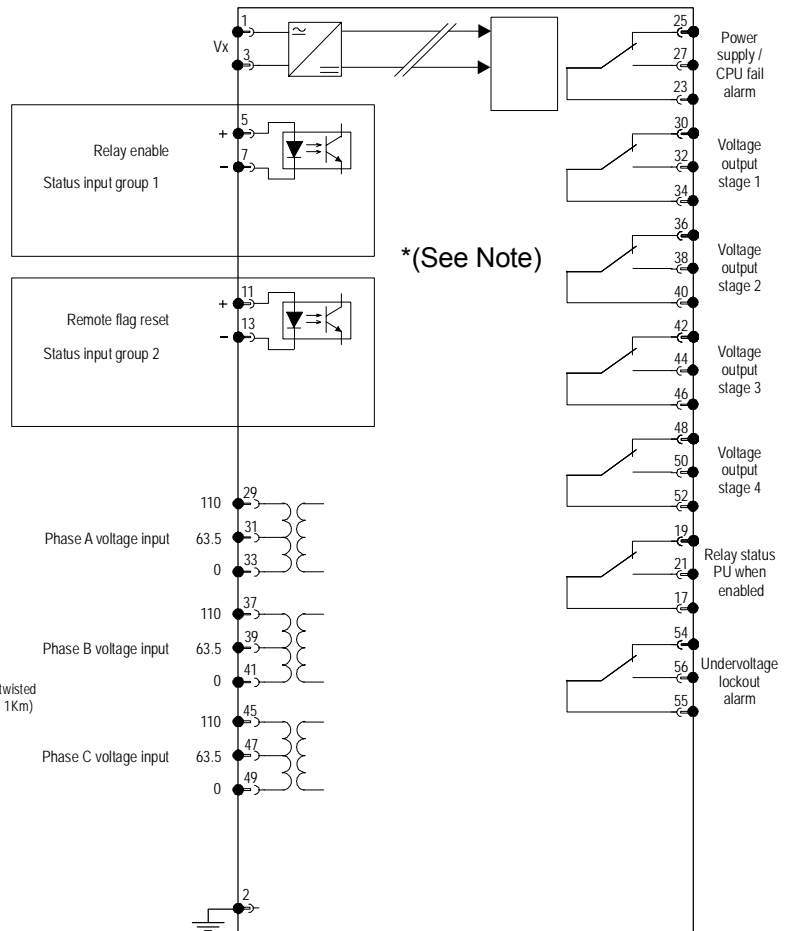 1
Vx
3
25
27
23
Power
supply /
CPU fail
alarm
5
+
Relay enable
7
–
Status input group 1
30
32
34
Voltage
output
stage 1
*(See Note)
36
38
40
Voltage
output
stage 2
11
+
Remote flag reset
13
–
Status input group 2
42
44
46
Voltage
output
stage 3
48
50
52
Voltage
output
stage 4
110 29
Phase A voltage input 63.5 31
0 33
19
21
17
Relay status
PU when
enabled
110 37
Phase B voltage input 63.5 39
0 41
54
56
55
Undervoltage
lockout
alarm
twisted
1Km)
110 45
Phase C voltage input 63.5 47
0 49
2